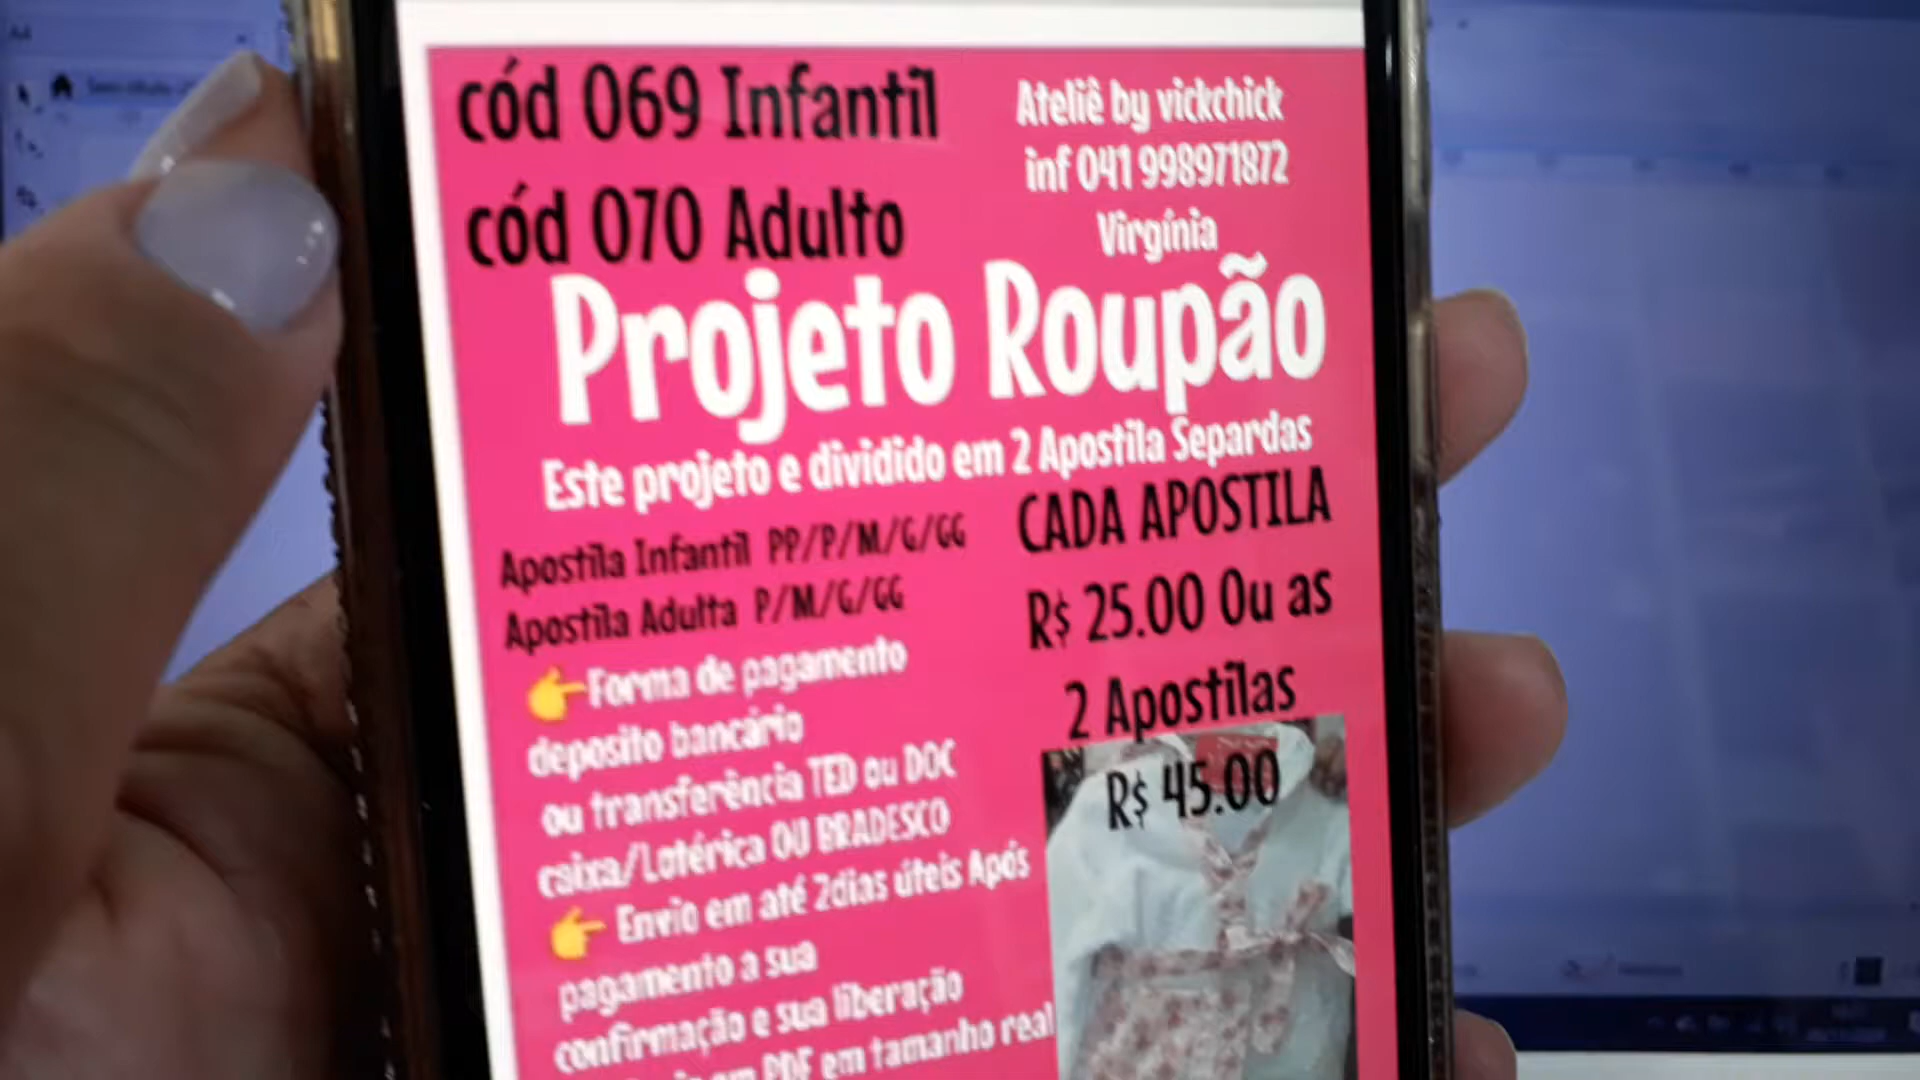 cód 069 Infantil
cód 070 Adulto
Ateliê by vickchick
inf 041 998971872
Virgínia
Projeto Roupão
Este projeto e dividido em 2 Apostila Separdas
Apostila Infantil PP/P/M/G/GG
Apostila Adulta P/M/G/GG
CADA APOSTILA
R$ 25.00 Ou as
2 Apostilas
R$ 45.00
👉Forma de pagamento
deposito bancário
ou transferência TED ou DOC
caixa/Lotérica OU BRADESCO
👉 Envio em até 2dias úteis Após
pagamento a sua
confirmação e sua liberação
em PDF em tamanho real